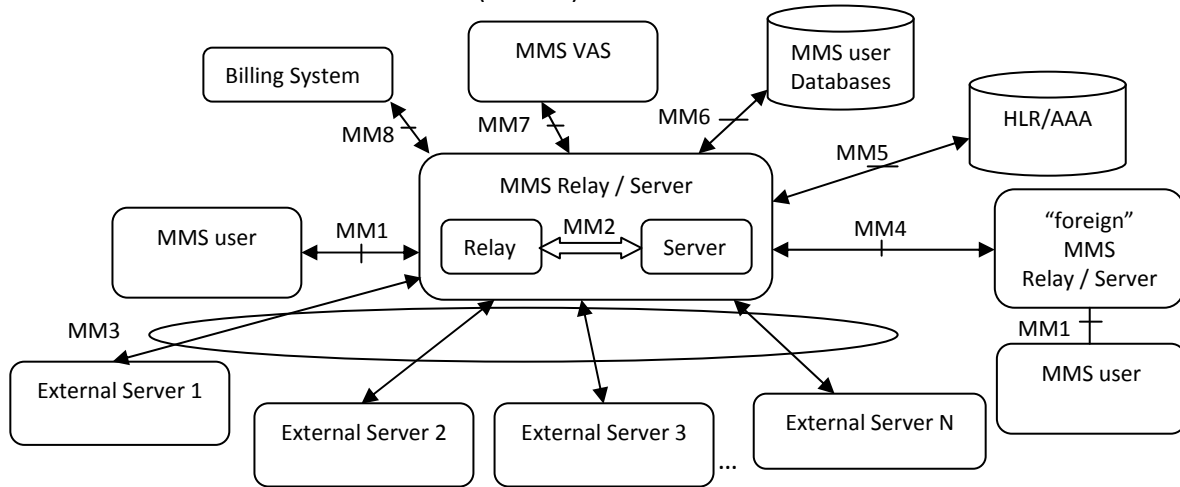 MMS VAS
MMS user
Databases
Billing System
HLR/AAA
MM8
MM7
MM6
MM5
MMS Relay / Server
MMS user
MM1
Relay
MM2
Server
MM4
“foreign”
MMS
Relay / Server
MM3
MM1
External Server 1
MMS user
External Server 2
External Server 3
...
External Server N